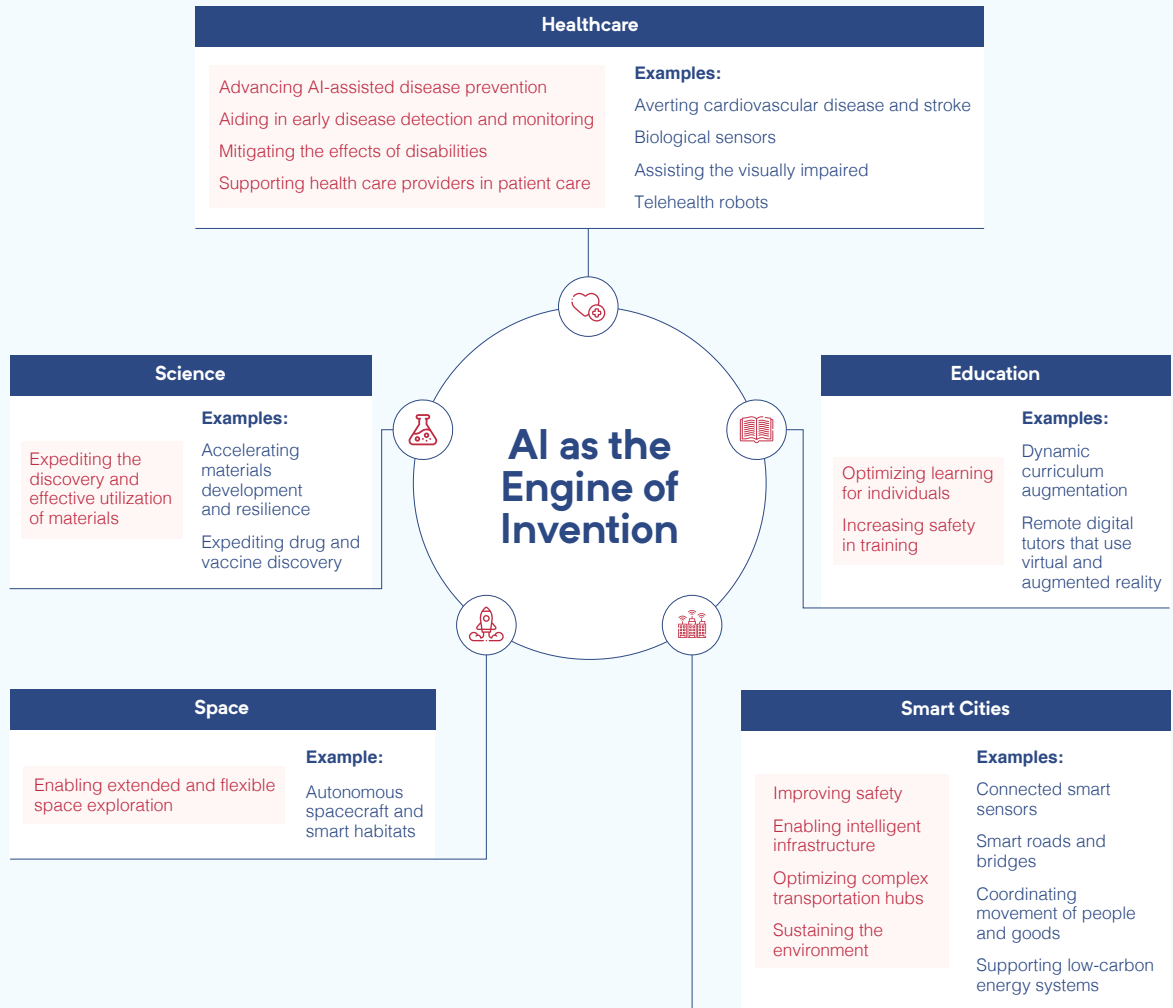 Healthcare
Advancing AI-assisted disease prevention
Aiding in early disease detection and monitoring
Mitigating the effects of disabilities
Supporting health care providers in patient care
Examples:
Averting cardiovascular disease and stroke
Biological sensors
Assisting the visually impaired
Telehealth robots
Science
Expediting the
discovery and
effective utilization
of materials
Examples:
Accelerating
materials
development
and resilience
Expediting drug and
vaccine discovery
AI as the
Engine of
Invention
Education
Optimizing learning
for individuals
Increasing safety
in training
Examples:
Dynamic
curriculum
augmentation
Remote digital
tutors that use
virtual and
augmented reality
Space
Enabling extended and flexible
space exploration
Example:
Autonomous
spacecraft and
smart habitats
Smart Cities
Improving safety
Enabling intelligent
infrastructure
Optimizing complex
transportation hubs
Sustaining the
environment
Examples:
Connected smart
sensors
Smart roads and
bridges
Coordinating
movement of people
and goods
Supporting low-carbon
energy systems